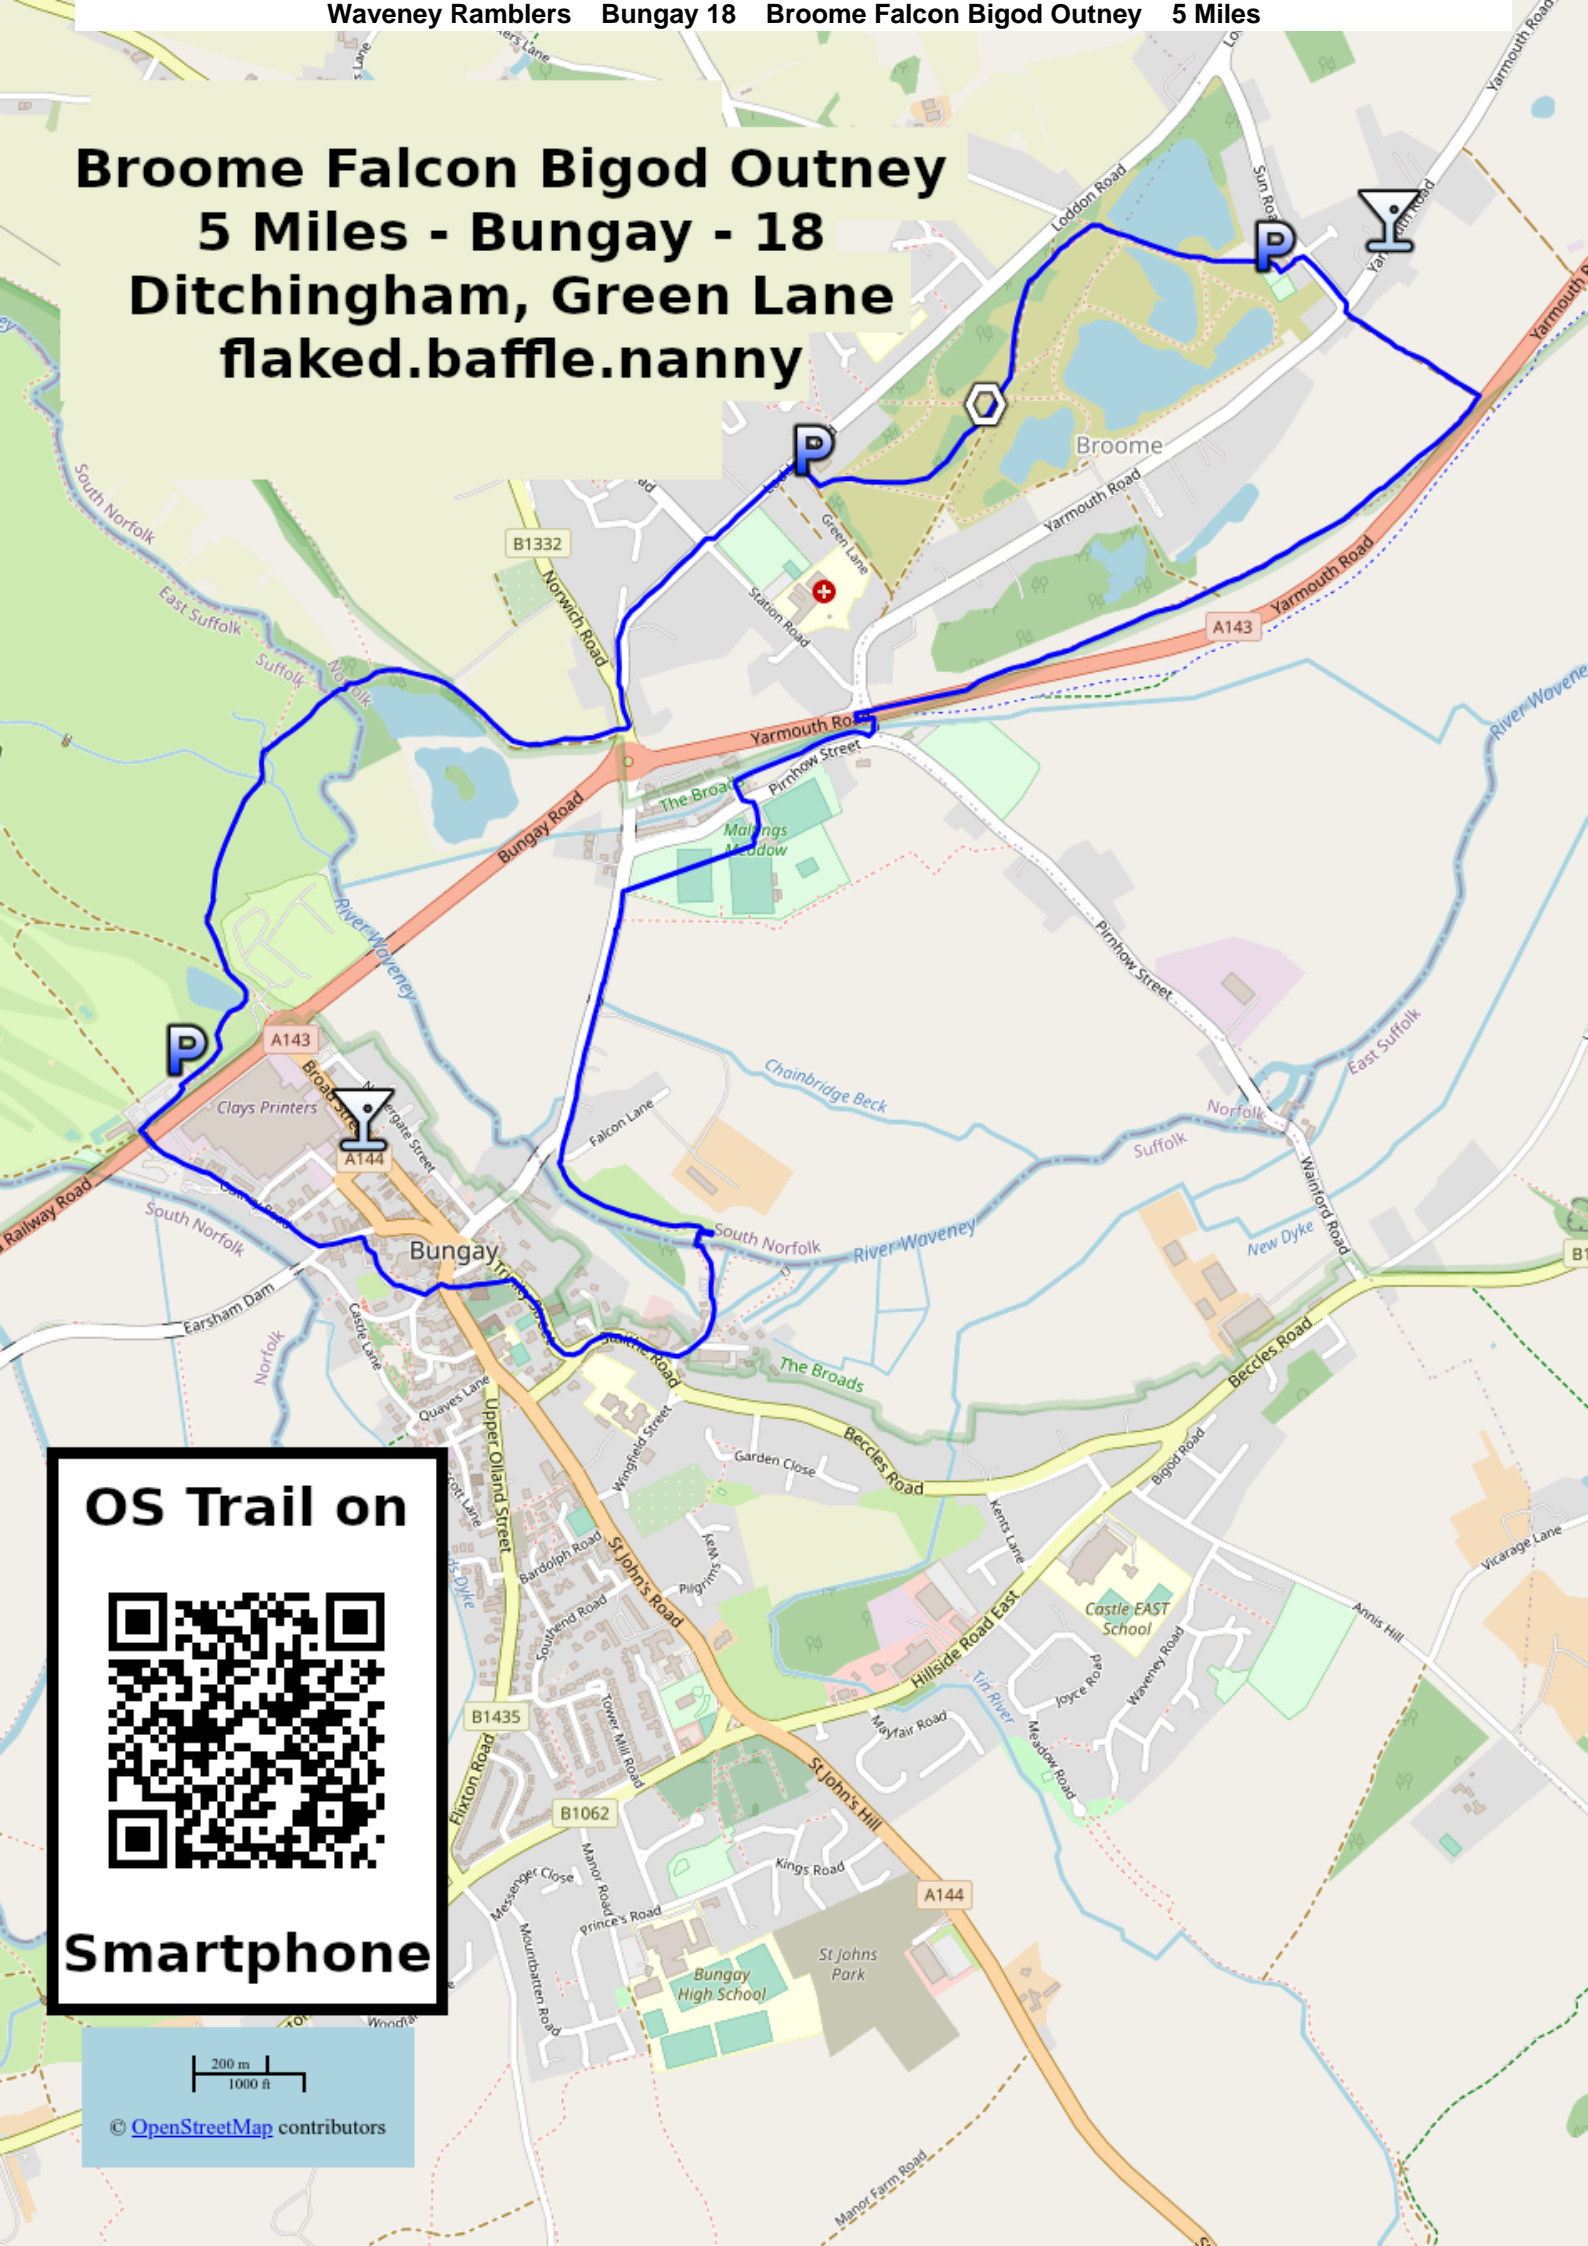 Waveney Ramblers Bungay 18 Broome Falcon Bigod Outney 5 Miles
Broome Falcon Bigod Outney
5 Miles - Bungay - 18
Ditchingham, Green Lane
flaked.baffle.nanny
Yarmouth Road
Loddon Road
P
P
Broome
Yarmouth Road
Green Lane
Station Road
B1332
Norwich Road
South Norfolk
East Suffolk
Suffolk
Norfolk
Yarmouth Road
A143
Yarmouth Road
Pirnhow Street
The Broads
Bungay Road
River Waveney
Pirnhow Street
East Suffolk
Norfolk
Suffolk
Chainbridge Beck
Falcon Lane
River Waveney
P
A143
Clays Printers
A144
South Norfolk
Railway Road
Bungay
Earsham Dam
Norfolk
Castle Lane
Trinity Street
Staithe Road
South Norfolk
River Waveney
New Dyke
Wainford Road
The Broads
Beccles Road
Quaves Lane
Upper Olland Street
Wingfield Street
Garden Close
Beccles Road
Kents Lane
Bigod Road
Vicarage Lane
Annis Hill
Bardolph Road
St John's Road
Pilgrims Way
Southend Road
Castle EAST
School
Hillside Road East
Waveney Road
Joyce Road
Tin River
Meadow Road
Mayfair Road
B1435
Flixton Road
Tower Mill Road
St John's Hill
B1062
Messenger Close
Manor Road
Kings Road
Prince's Road
Mountbatten Road
A144
Bungay
High School
St Johns
Park
Manor Farm Road
OS Trail on
Smartphone
200 m
1000 ft
© OpenStreetMap contributors